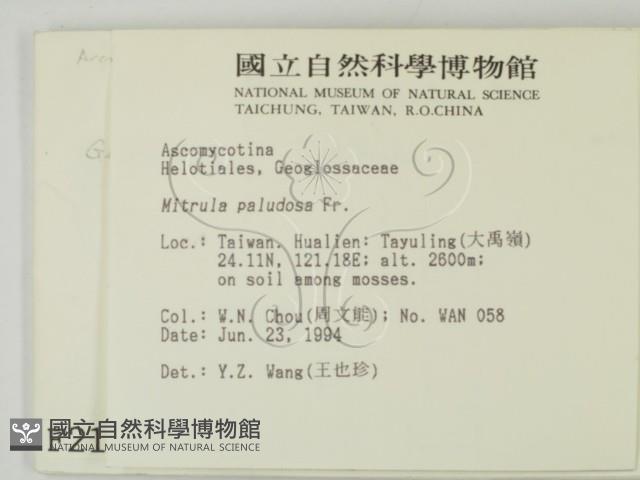 國立自然科學博物館
NATIONAL MUSEUM OF NATURAL SCIENCE
TAICHUNG, TAIWAN, R.O.CHINA
Ascomycotina
Helotiales, Geoglossaceae
Mitrula paludosa Fr.
Loc.: Taiwan. Hualien: Tayuling(大禹嶺)
24.11N, 121.18E; alt. 2600m;
on soil among mosses.
Col.: W.N. Chou(周文能); No. WAN 058
Date: Jun. 23, 1994
Det.: Y.Z. Wang(王也珍)
國立自然科學博物館
NATIONAL MUSEUM OF NATURAL SCIENCE